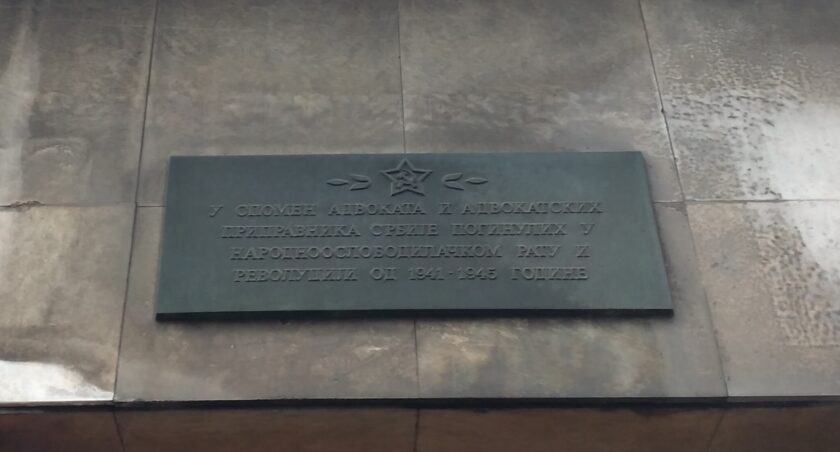 У СПОМЕН АДВОКАТА И АДВОКАТСКИХ
ПРИПРАВНИКА СРБИЈЕ ПОГИНУЛИХ У
НАРОДНООСЛОБОДИЛАЧКОМ РАТУ И
РЕВОЛУЦИЈИ ОД 1941-1945 ГОДИНЕ